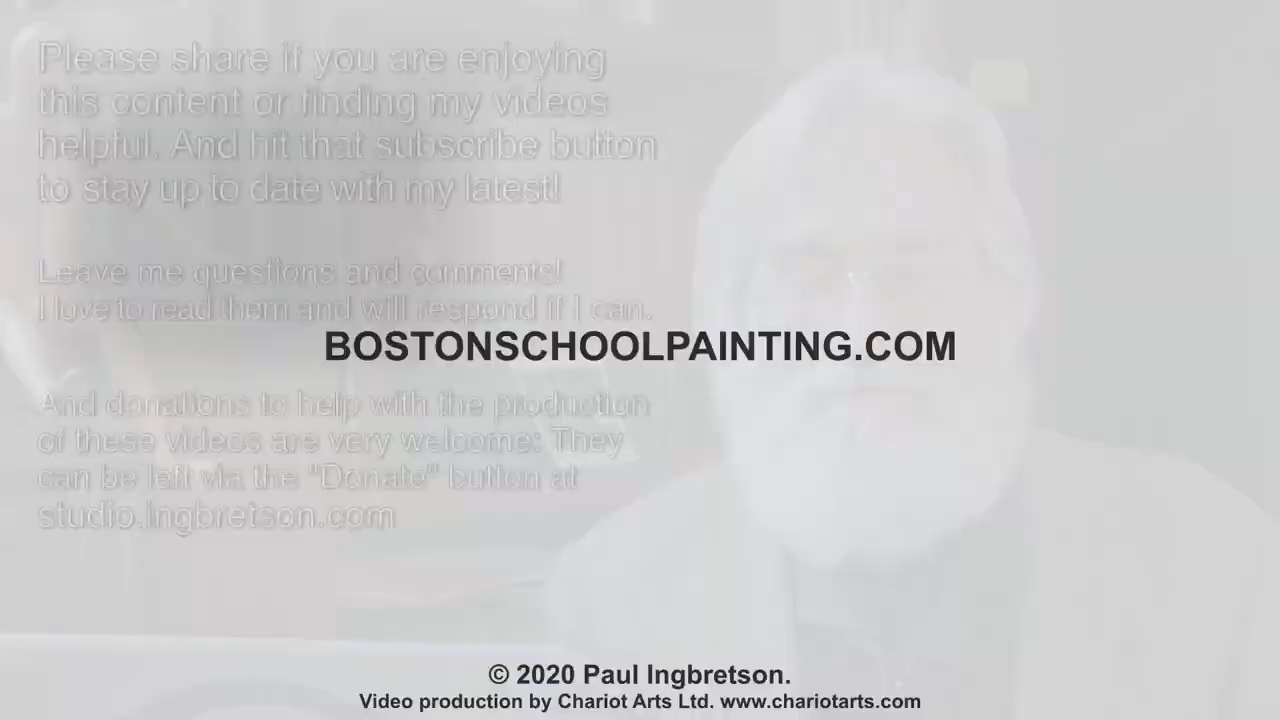 Please share if you are enjoying
this content or finding my videos
helpful. And hit that subscribe button
to stay up to date with my latest!
Leave me questions and comments!
I love to read them and will respond if I can.
BOSTONSCHOOLPAINTING.COM
And donations to help with the production
of these videos are very welcome: They
can be left via the "Donate" button at
studio.ingbretson.com
© 2020 Paul Ingbretson.
Video production by Chariot Arts Ltd. www.chariotarts.com